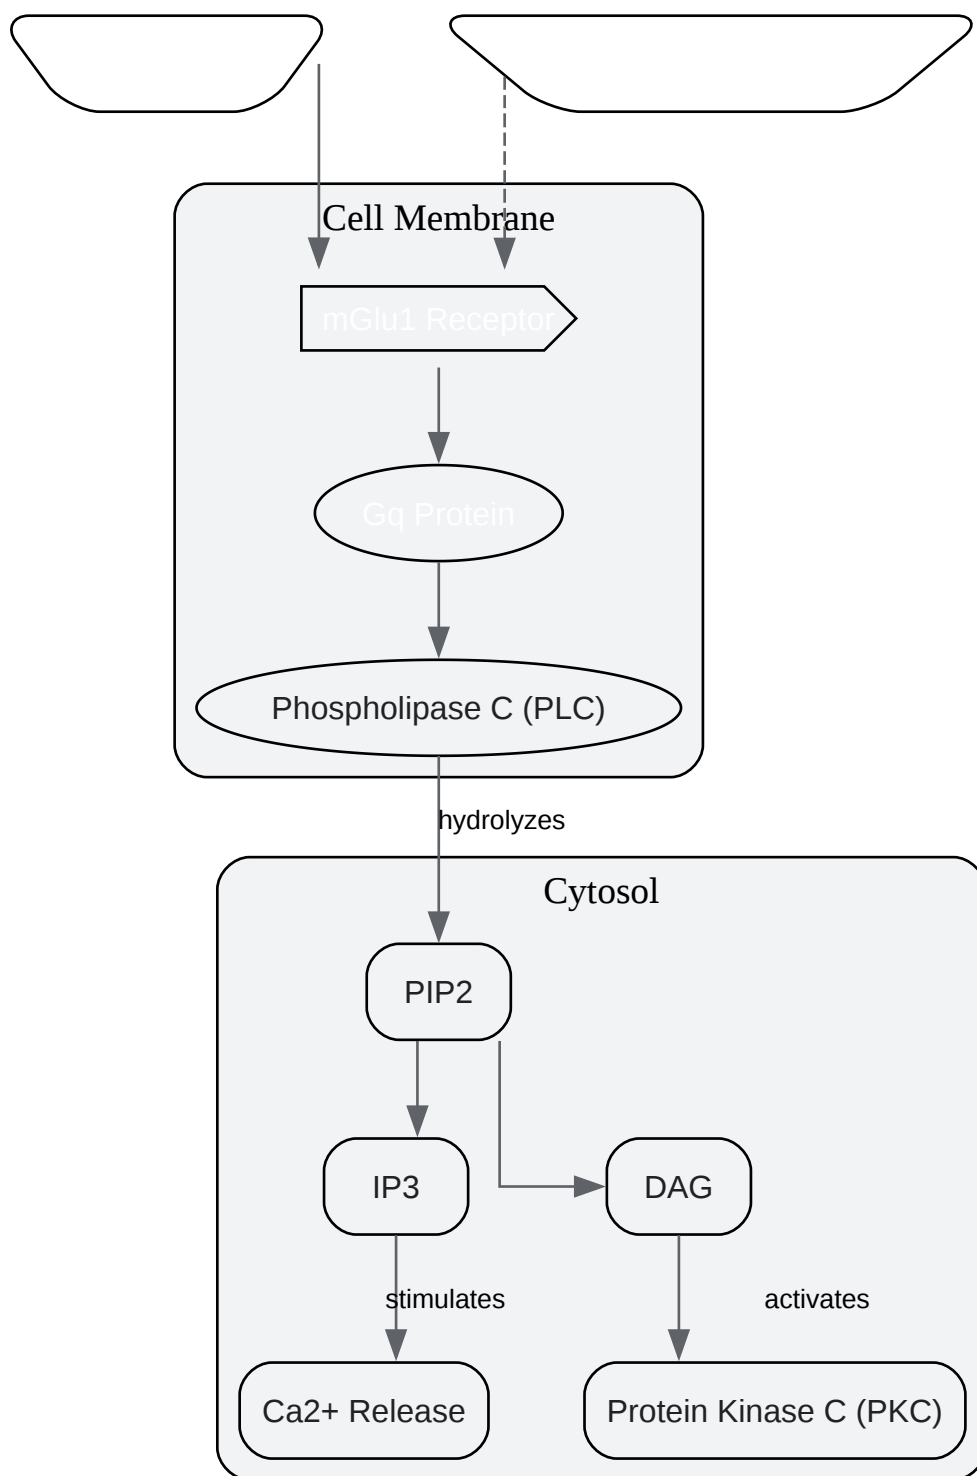 Cell Membrane
mGlu1 Receptor
Gq Protein
Phospholipase C (PLC)
hydrolyzes
Cytosol
PIP2
IP3
DAG
stimulates
activates
Ca2+ Release
Protein Kinase C (PKC)